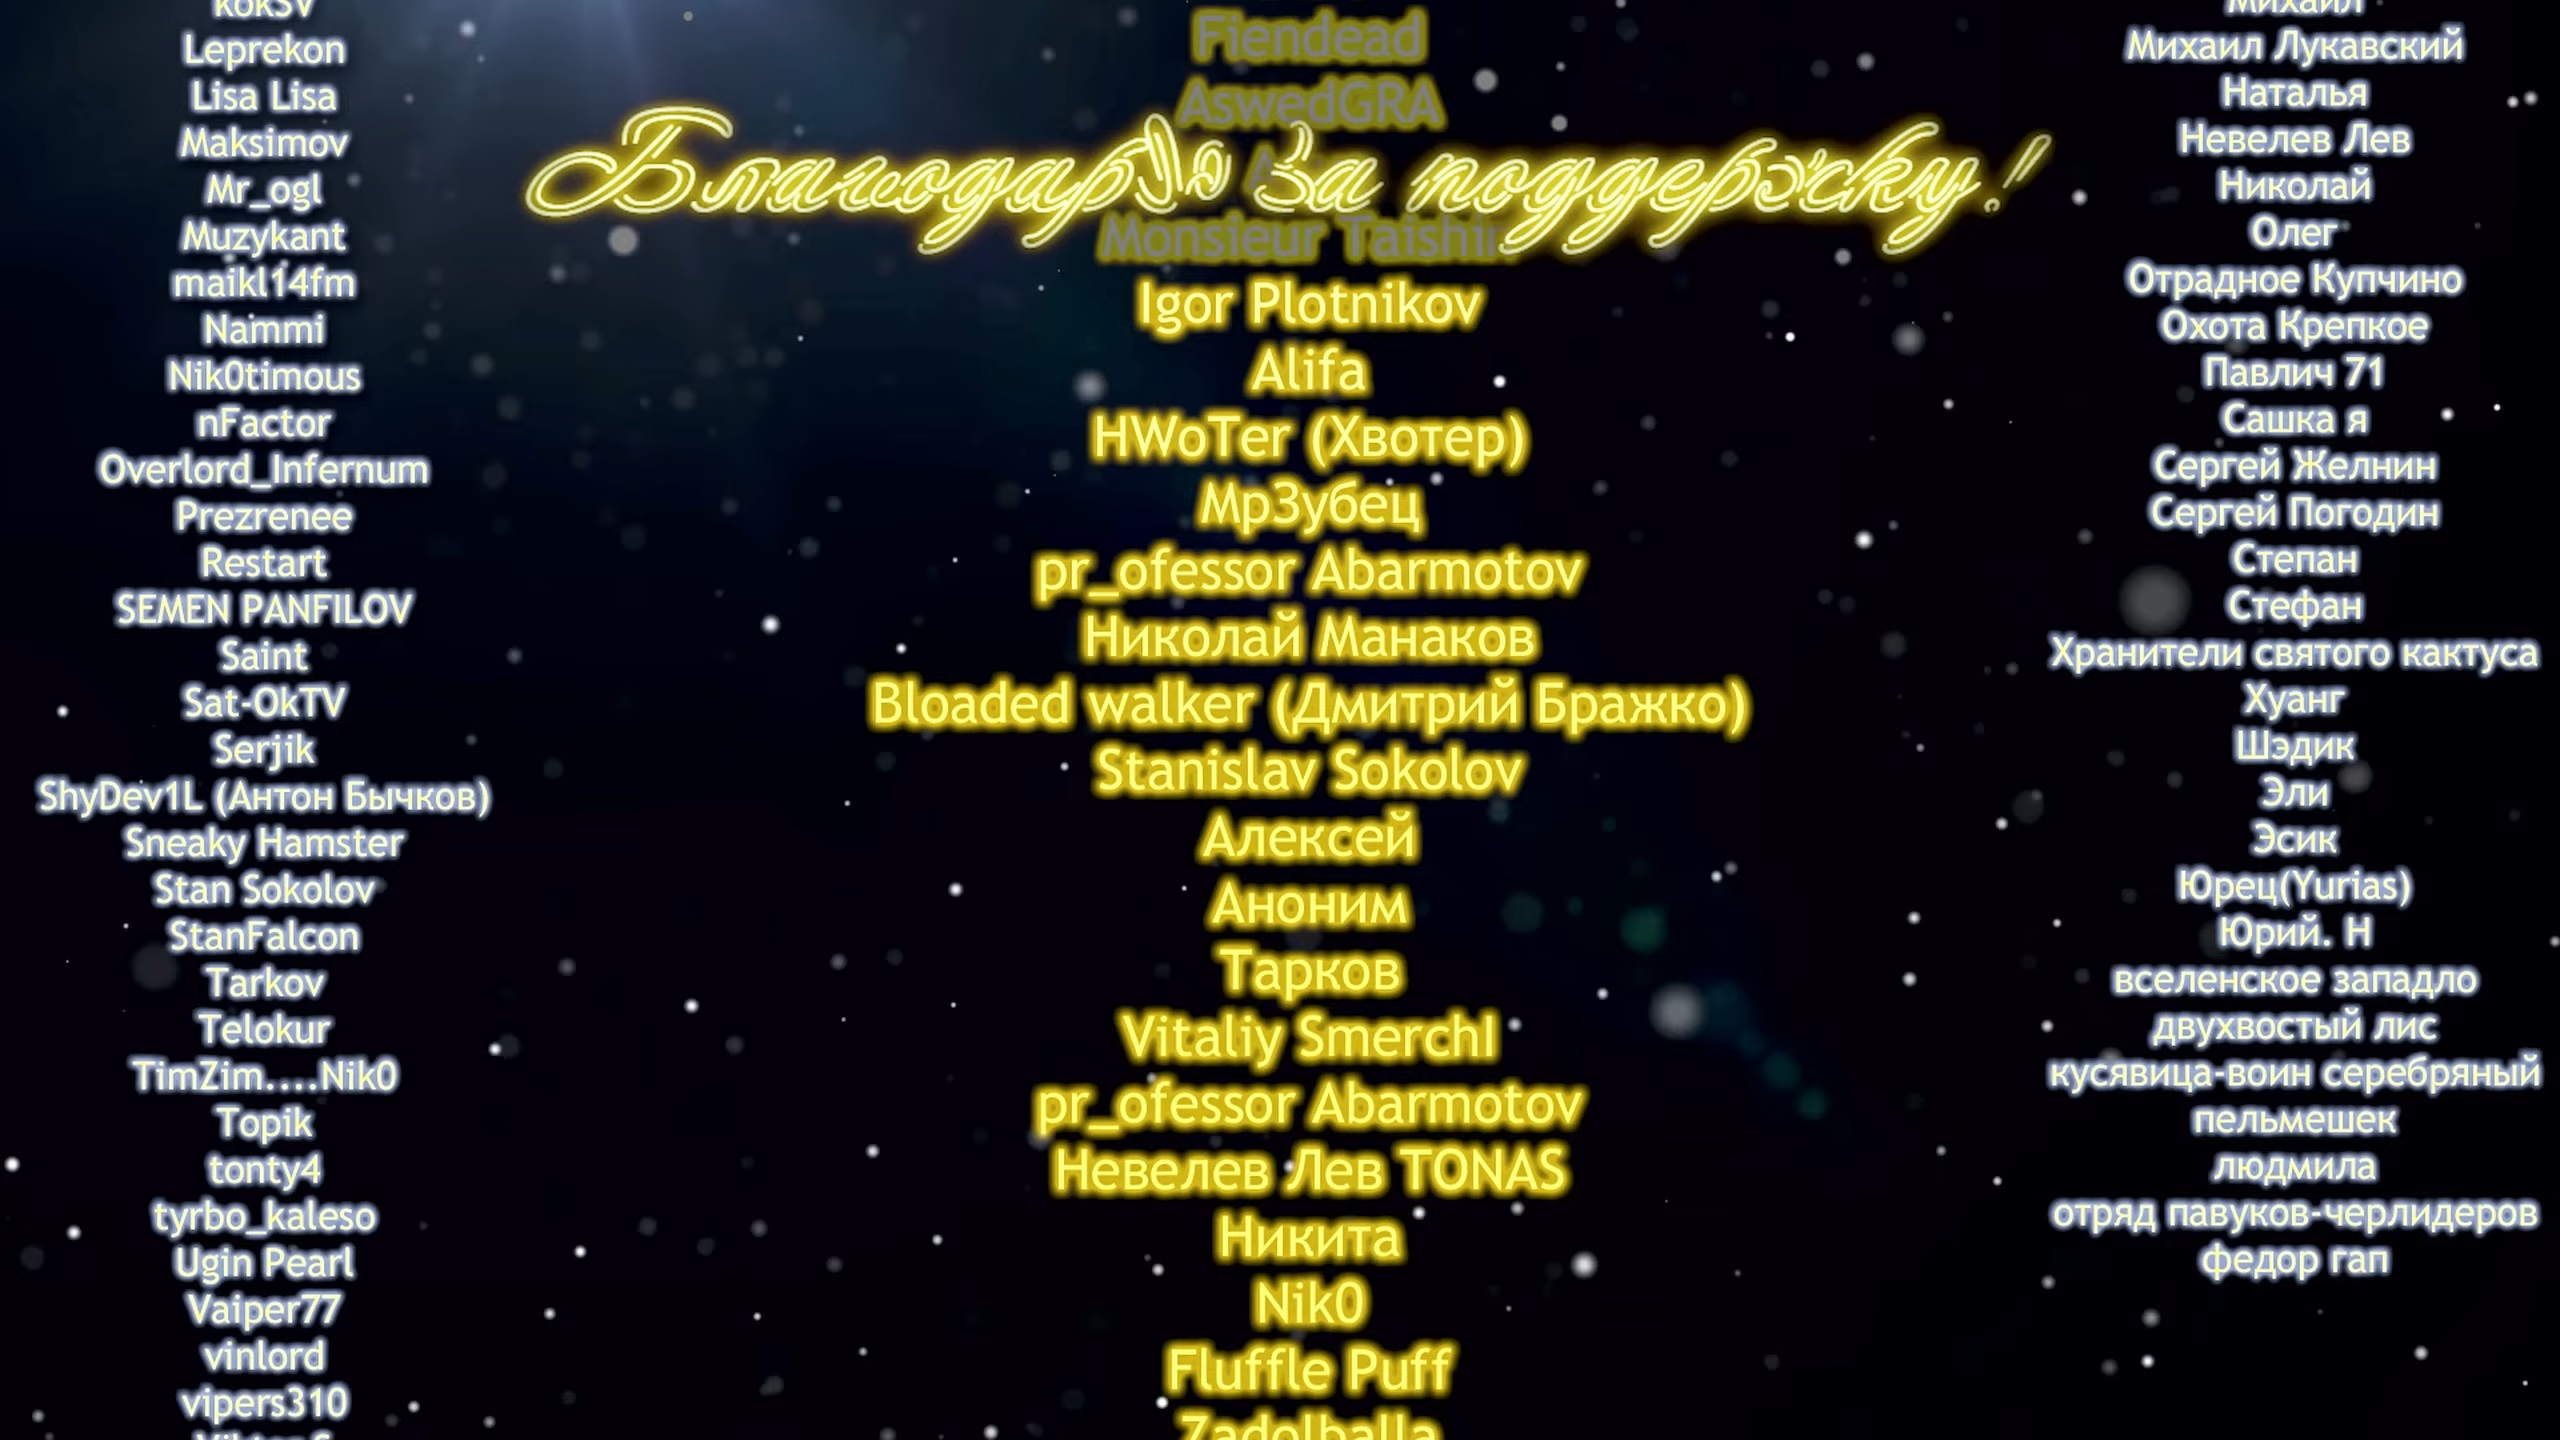 kokSV
Leprekon
Lisa Lisa
Maksimov
Mr_ogl
Muzykant
maikl14fm
Nammi
Nik0timous
nFactor
Overlord_Infernum
Prezrenee
Restart
SEMEN PANFILOV
Saint
Sat-OkTV
Serjik
ShyDev1L (Антон Бычков)
Sneaky Hamster
Stan Sokolov
StanFalcon
Tarkov
Telokur
TimZim....Nik0
Topik
tonty4
tyrbo_kaleso
Ugin Pearl
Vaiper77
vinlord
vipers310
Fiendead
AswedGRA
Благодарю за поддержку!
Monsieur Taishi
Igor Plotnikov
Alifa
HWoTer (Хвотер)
МрЗубец
pr_ofessor Abarmotov
Николай Манаков
Bloaded walker (Дмитрий Бражко)
Stanislav Sokolov
Алексей
Аноним
Тарков
Vitaliy SmerchI
pr_ofessor Abarmotov
Невелев Лев TONAS
Никита
Nik0
Fluffle Puff
Zadolballa
Михаил
Михаил Лукавский
Наталья
Невелев Лев
Николай
Олег
Отрадное Купчино
Охота Крепкое
Павлич 71
Сашка я
Сергей Желнин
Сергей Погодин
Степан
Стефан
Хранители святого кактуса
Хуанг
Шэдик
Эли
Эсик
Юрец(Yurias)
Юрий. Н
вселенское западло
двухвостый лис
кусявица-воин серебряный
пельмешек
людмила
отряд павуков-черлидеров
федор гап